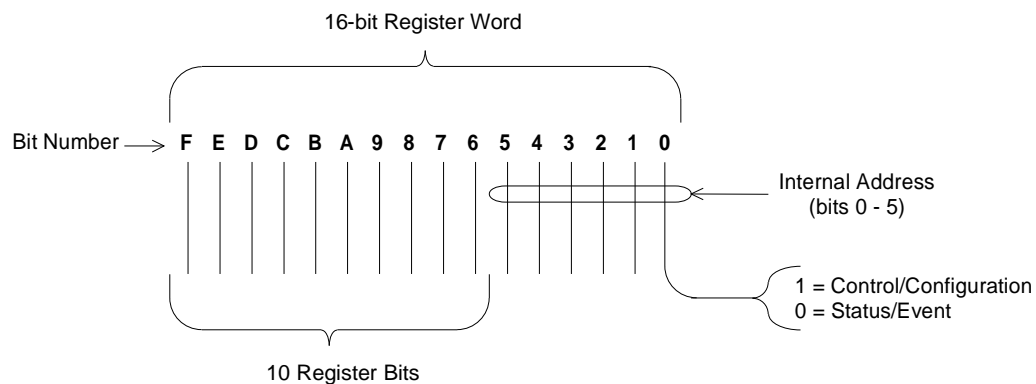 16-bit Register Word
Bit Number F E D C B A 9 8 7 6 5 4 3 2 1 0
Internal Address
(bits 0 - 5)
1 = Control/Configuration
0 = Status/Event
10 Register Bits